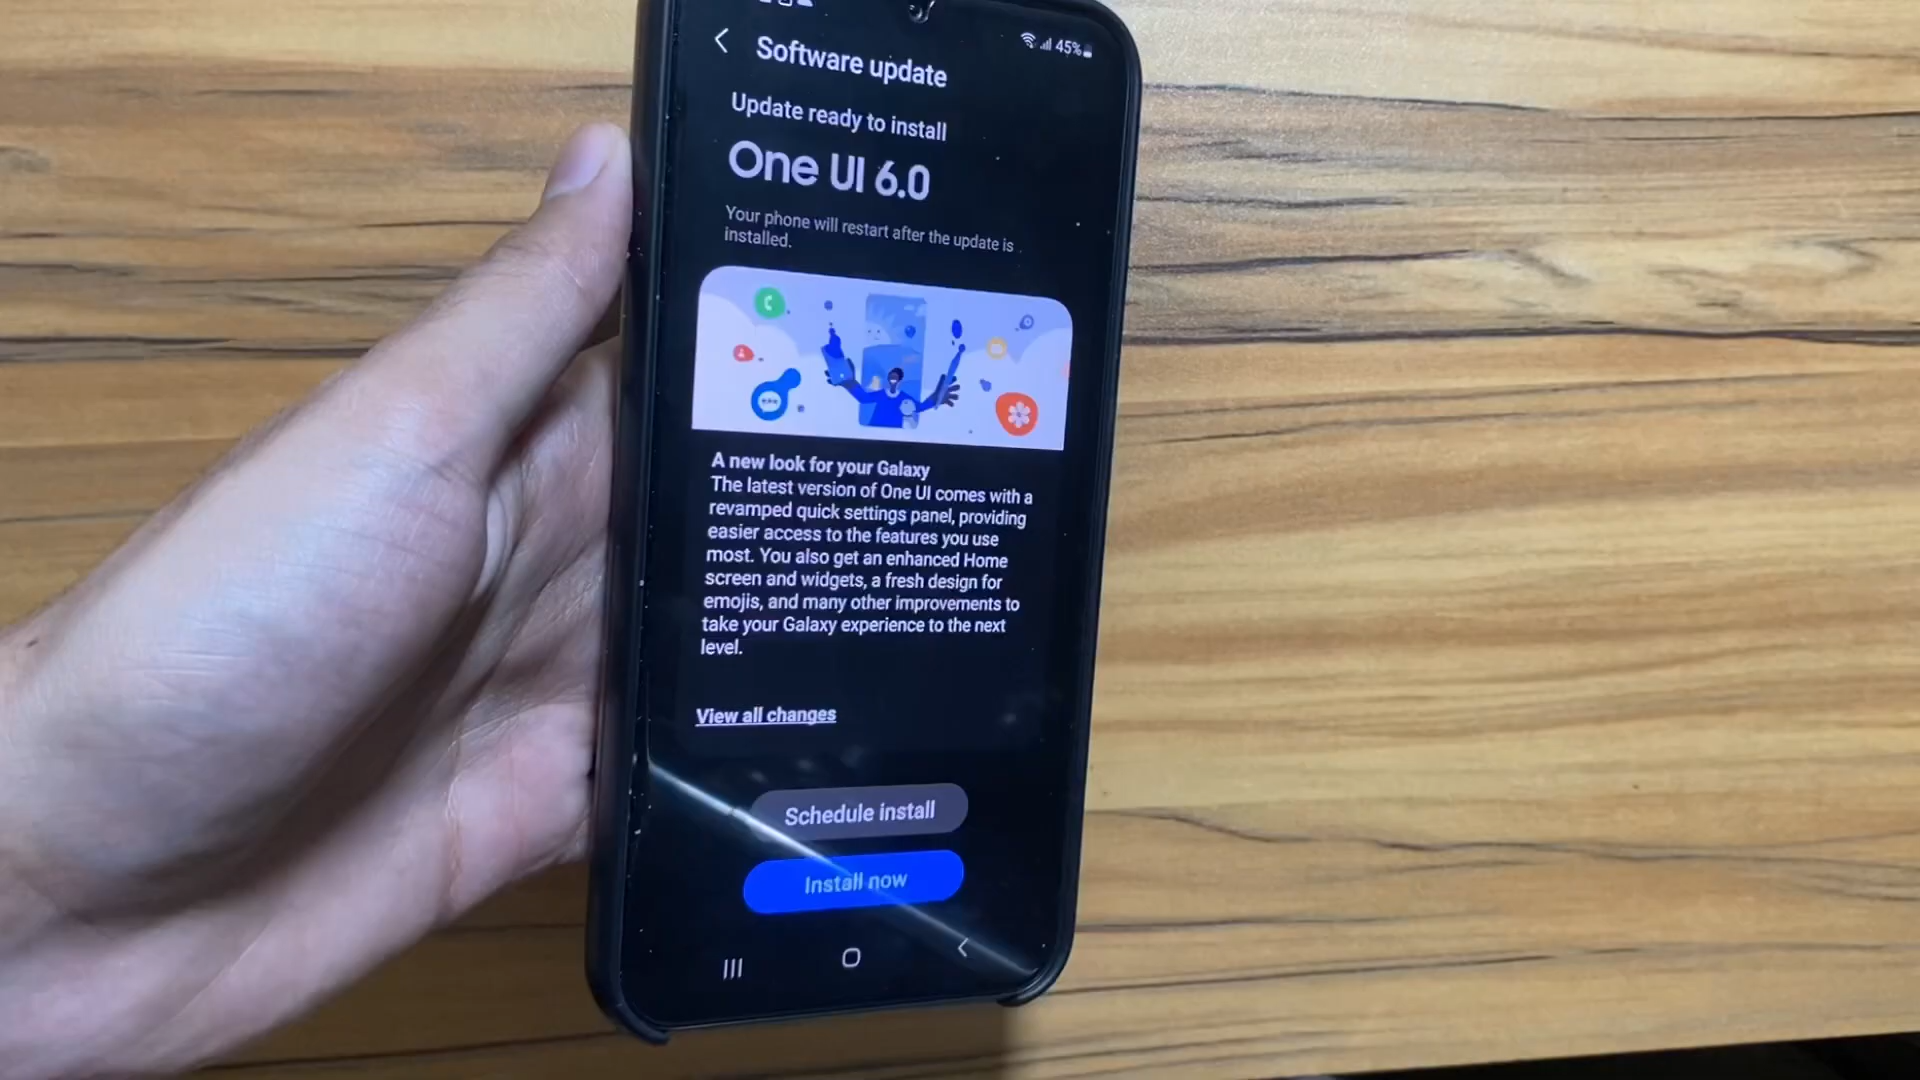 45%
Software update
Update ready to install
One UI 6.0
Your phone will restart after the update is
installed.
A new look for your Galaxy
The latest version of One UI comes with a
revamped quick settings panel, providing
easier access to the features you use
most. You also get an enhanced Home
screen and widgets, a fresh design for
emojis, and many other improvements to
take your Galaxy experience to the next
level.
View all changes
Schedule install
Install now